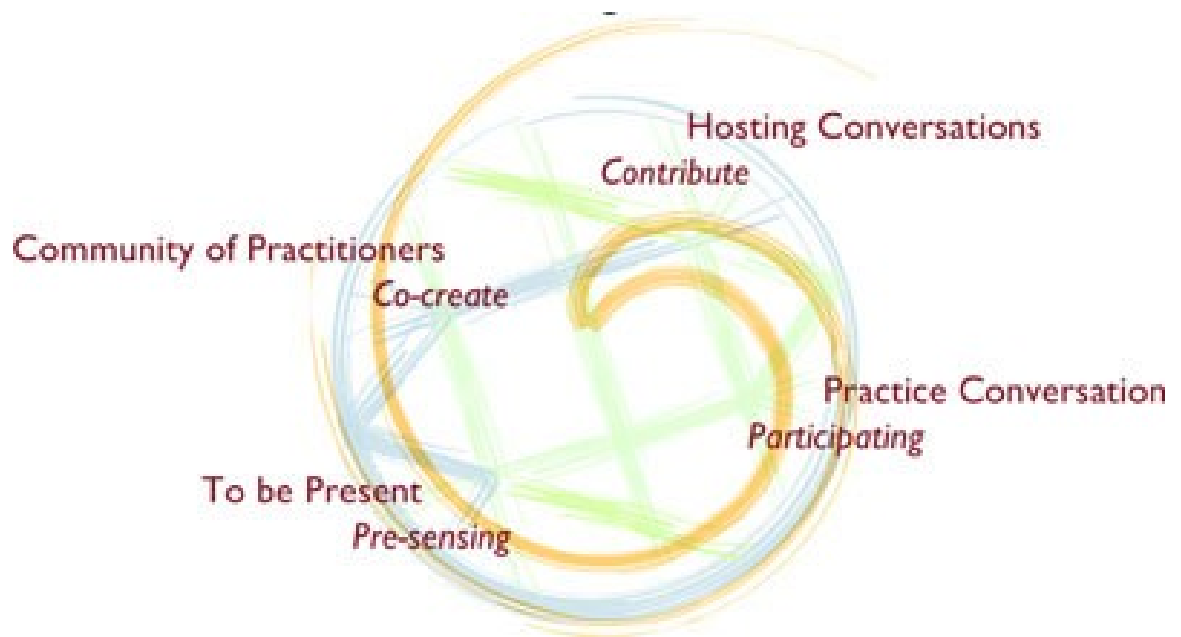 Hosting Conversations
Contribute
Community of Practitioners
Co-create
Practice Conversation
Participating
To be Present
Pre-sensing